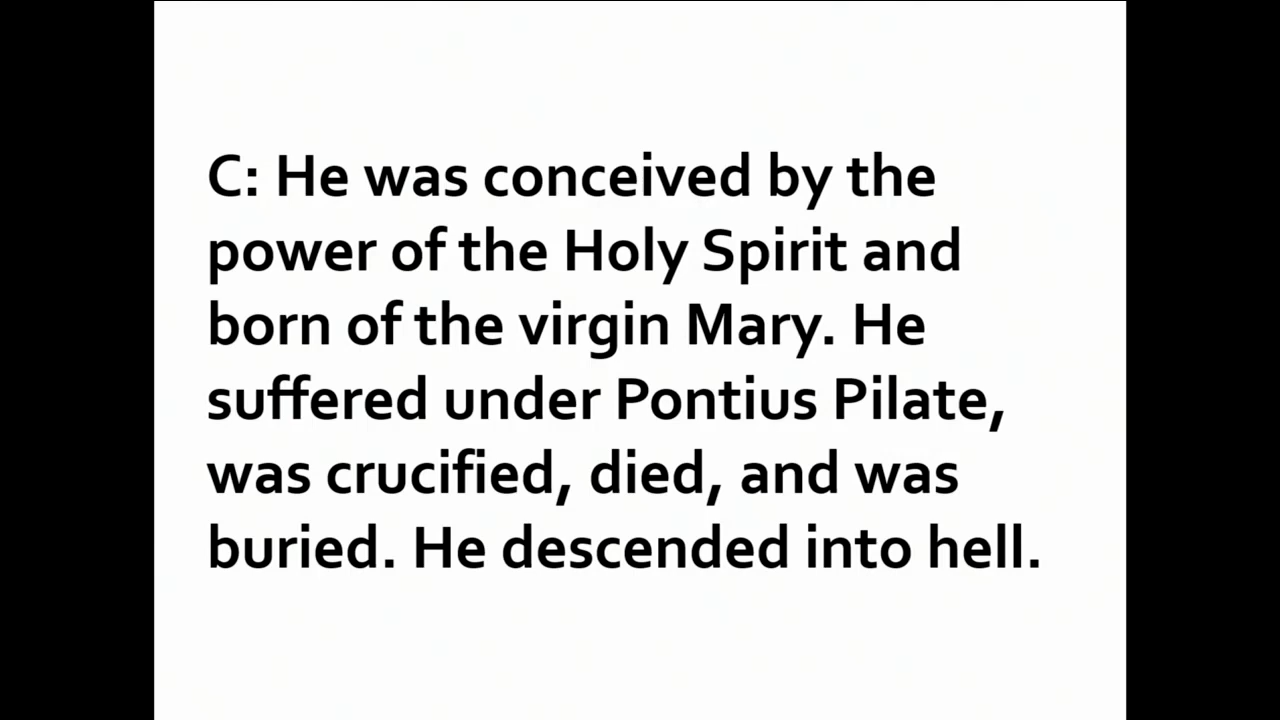 C: He was conceived by the
power of the Holy Spirit and
born of the virgin Mary. He
suffered under Pontius Pilate,
was crucified, died, and was
buried. He descended into hell.